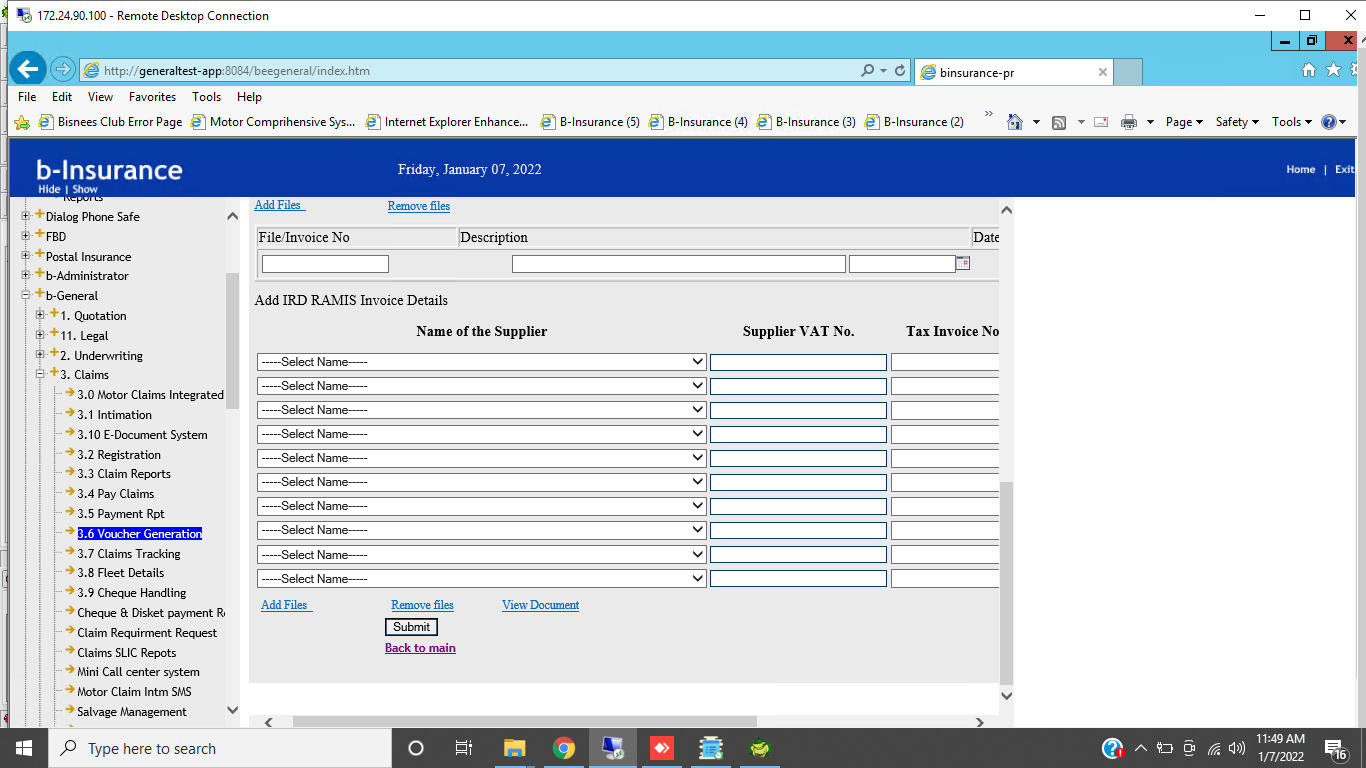 172.24.90.100 - Remote Desktop Connection
http://generaltest-app:8084/beegeneral/index.htm
binsurance-pr
File Edit View Favorites Tools Help
Bisnees Club Error Page Motor Comprihensive Sys... Internet Explorer Enhance... B-Insurance (5) B-Insurance (4) B-Insurance (3) B-Insurance (2) » Page Safety Tools
b-Insurance
Hide | Show
Friday, January 07, 2022
Home | Exit
Reports
Dialog Phone Safe
FBD
Postal Insurance
b-Administrator
b-General
1. Quotation
11. Legal
2. Underwriting
3. Claims
3.0 Motor Claims Integrated
3.1 Intimation
3.10 E-Document System
3.2 Registration
3.3 Claim Reports
3.4 Pay Claims
3.5 Payment Rpt
3.6 Voucher Generation
3.7 Claims Tracking
3.8 Fleet Details
3.9 Cheque Handling
Cheque & Disket payment R
Claim Requirment Request
Claims SLIC Repots
Mini Call center system
Motor Claim Intm SMS
Salvage Management
Add Files Remove files
File/Invoice No Description Date
Add IRD RAMIS Invoice Details
Name of the Supplier Supplier VAT No. Tax Invoice No
-----Select Name-----
-----Select Name-----
-----Select Name-----
-----Select Name-----
-----Select Name-----
-----Select Name-----
-----Select Name-----
-----Select Name-----
-----Select Name-----
-----Select Name-----
Add Files Remove files View Document
Submit
Back to main
Type here to search
11:49 AM
1/7/2022
16